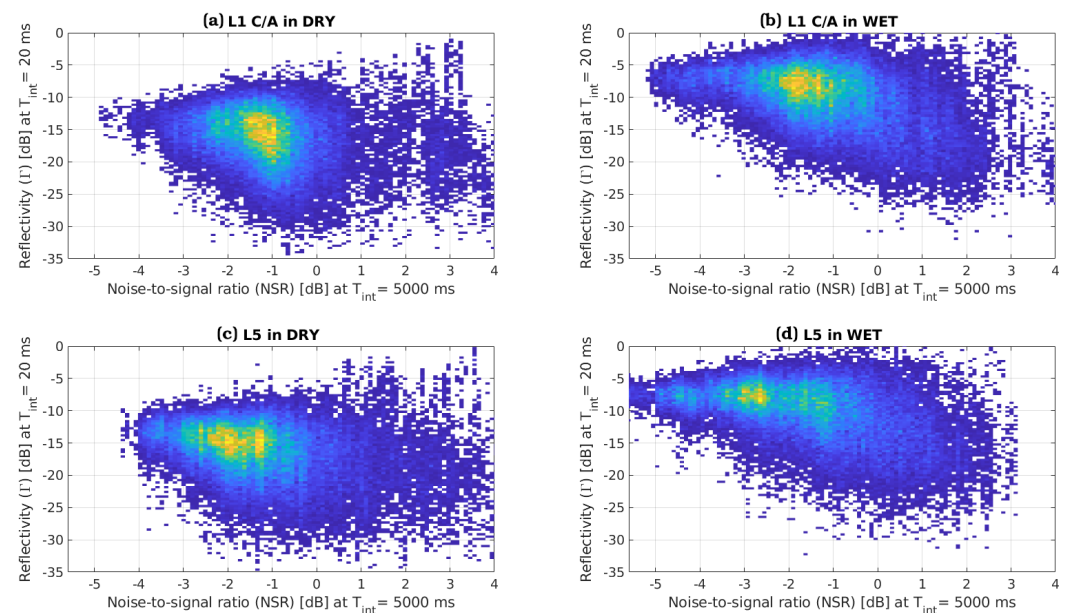 (a) L1 C/A in DRY
0
-5
-10
-15
-20
-25
-30
-35
Reflectivity (Γ) [dB] at T_int= 20 ms
-5 -4 -3 -2 -1 0 1 2 3 4
Noise-to-signal ratio (NSR) [dB] at T_int= 5000 ms
(b) L1 C/A in WET
0
-5
-10
-15
-20
-25
-30
-35
Reflectivity (Γ) [dB] at T_int= 20 ms
-5 -4 -3 -2 -1 0 1 2 3 4
Noise-to-signal ratio (NSR) [dB] at T_int= 5000 ms
(c) L5 in DRY
0
-5
-10
-15
-20
-25
-30
-35
Reflectivity (Γ) [dB] at T_int= 20 ms
-5 -4 -3 -2 -1 0 1 2 3 4
Noise-to-signal ratio (NSR) [dB] at T_int= 5000 ms
(d) L5 in WET
0
-5
-10
-15
-20
-25
-30
-35
Reflectivity (Γ) [dB] at T_int= 20 ms
-5 -4 -3 -2 -1 0 1 2 3 4
Noise-to-signal ratio (NSR) [dB] at T_int= 5000 ms